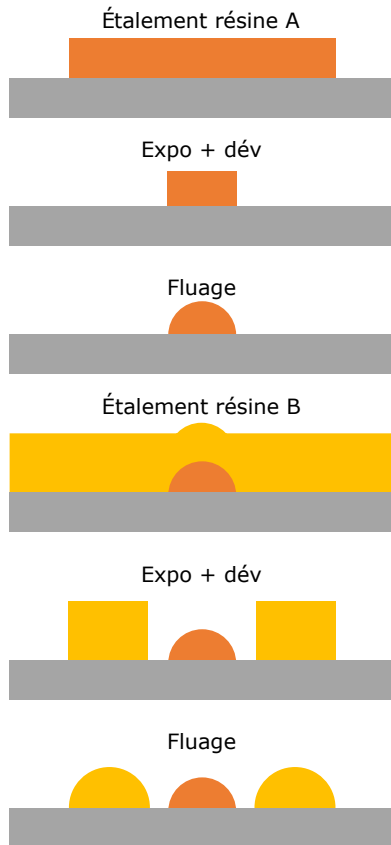 Étalement résine A
Expo + dév
Fluage
Étalement résine B
Expo + dév
Fluage